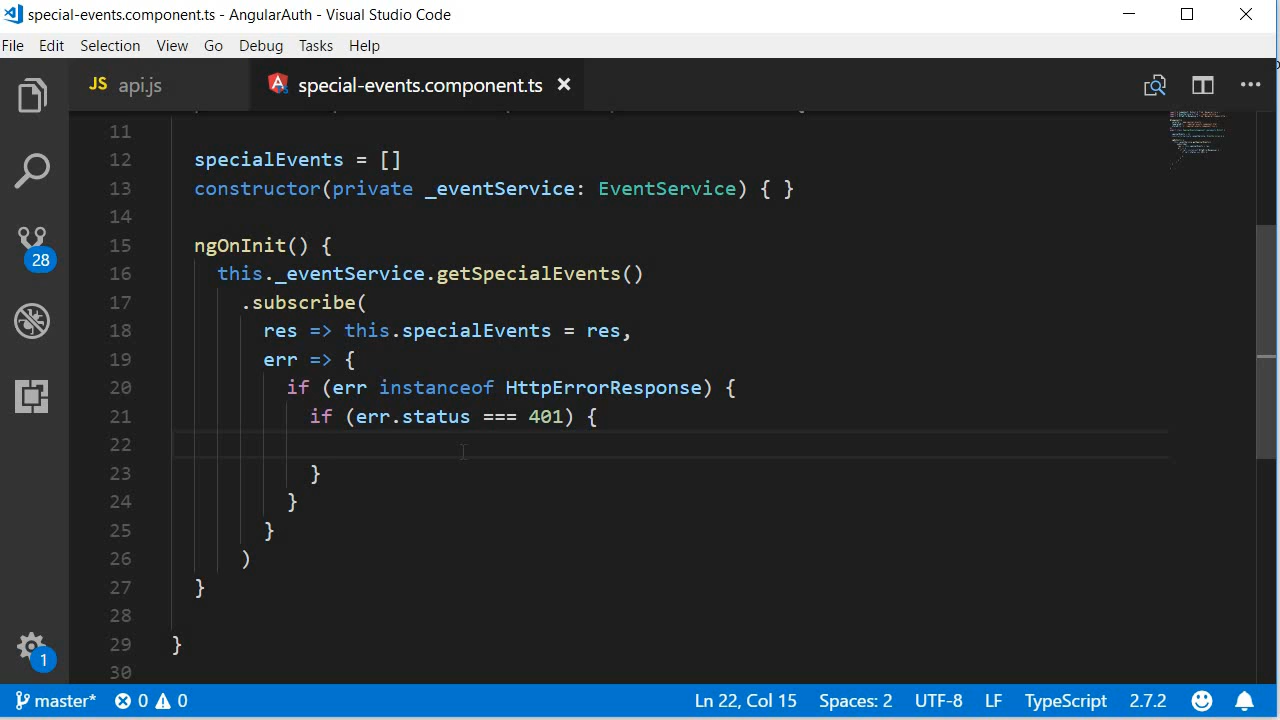 special-events.component.ts - AngularAuth - Visual Studio Code
File Edit Selection View Go Debug Tasks Help
JS api.js special-events.component.ts
11
12 specialEvents = []
13 constructor(private _eventService: EventService) { }
14
15 ngOnInit() {
16 this._eventService.getSpecialEvents()
17 .subscribe(
18 res => this.specialEvents = res,
19 err => {
20 if (err instanceof HttpErrorResponse) {
21 if (err.status === 401) {
22
23 }
24 }
25 }
26 )
27 }
28
29 }
30
28
1
master* 0 0 Ln 22, Col 15 Spaces: 2 UTF-8 LF TypeScript 2.7.2